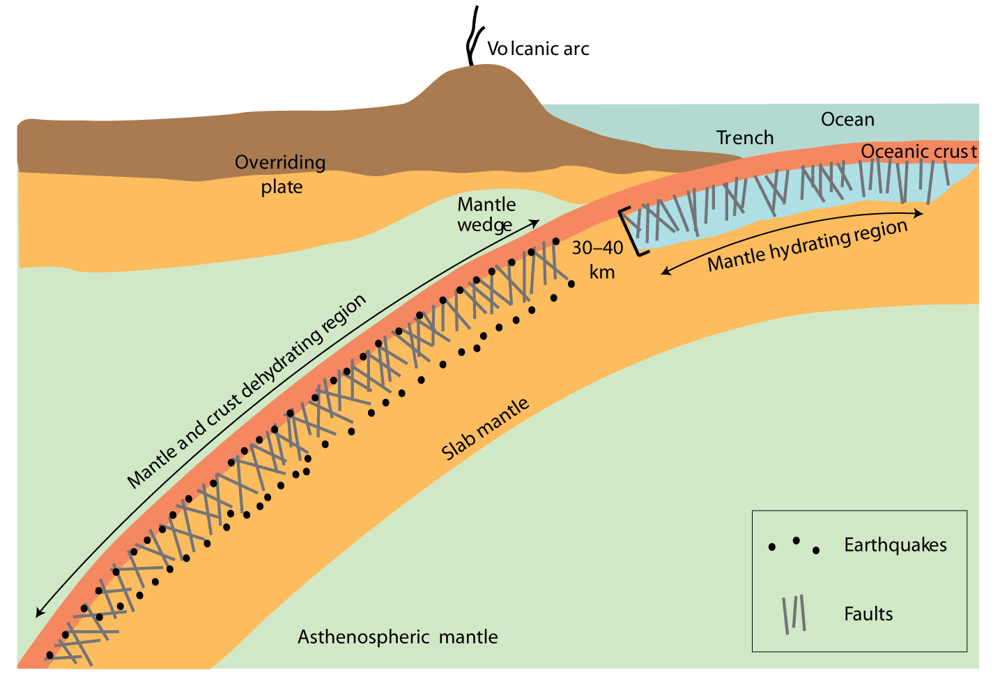 Volcanic arc
Ocean
Trench
Oceanic crust
Overriding
plate
Mantle
wedge
30–40
km
Mantle hydrating region
Mantle and crust dehydrating region
Slab mantle
Earthquakes
Faults
Asthenospheric mantle